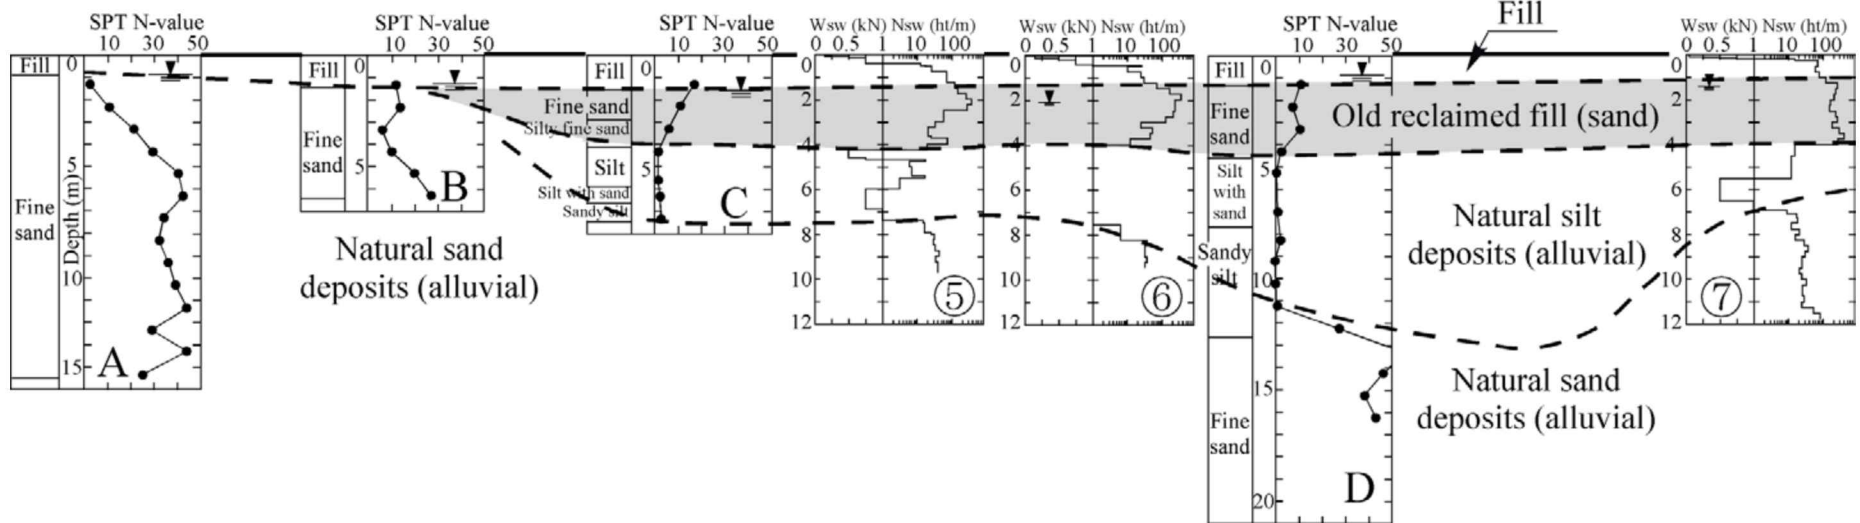 SPT N-value
10 30 50
Fill
Fine
sand
0
5
10
15
Depth (m)
A
SPT N-value
10 30 50
Fill
Fine
sand
0
5
B
Natural sand
deposits (alluvial)
SPT N-value
10 30 50
Fill
Fine sand
Silty fine sand
Silt
Silt with sand
Sandy silt
0
5
C
Wsw (kN) Nsw (ht/m)
0 0.5 1 10 100
0
2
4
6
8
10
12
⑤
Wsw (kN) Nsw (ht/m)
0 0.5 1 10 100
0
2
4
6
8
10
12
⑥
SPT N-value
10 30 50
Fill
Fine
sand
Silt
with
sand
Sandy
silt
Fine
sand
0
5
10
15
20
D
Fill
Old reclaimed fill (sand)
Natural silt
deposits (alluvial)
Natural sand
deposits (alluvial)
Wsw (kN) Nsw (ht/m)
0 0.5 1 10 100
0
2
4
6
8
10
12
⑦